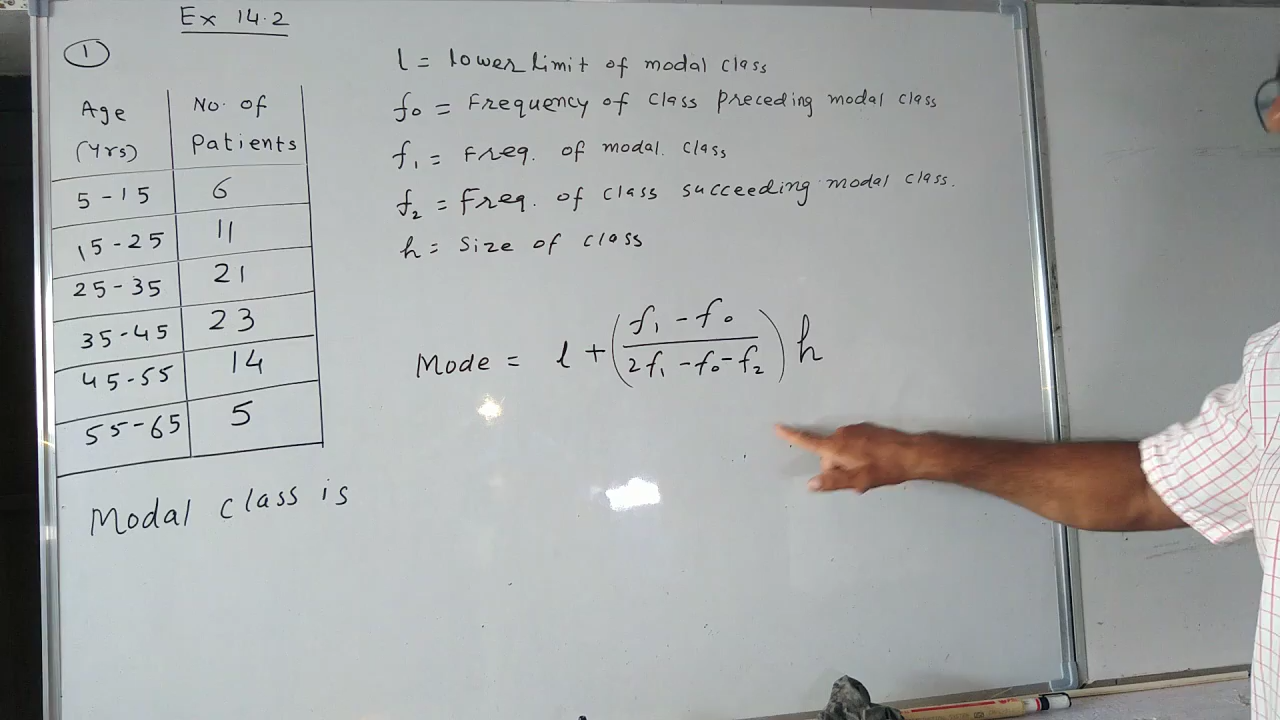 Ex 14.2
①
Age (Yrs) | No. of Patients
5-15 | 6
15-25 | 11
25-35 | 21
35-45 | 23
45-55 | 14
55-65 | 5
Modal class is
l = lower limit of modal class
f₀ = Frequency of class preceding modal class
f₁ = Freq. of modal. class
f₂ = Freq. of class succeeding modal class.
h = size of class
Mode = l + (f₁ - f₀ / 2f₁ - f₀ - f₂) h